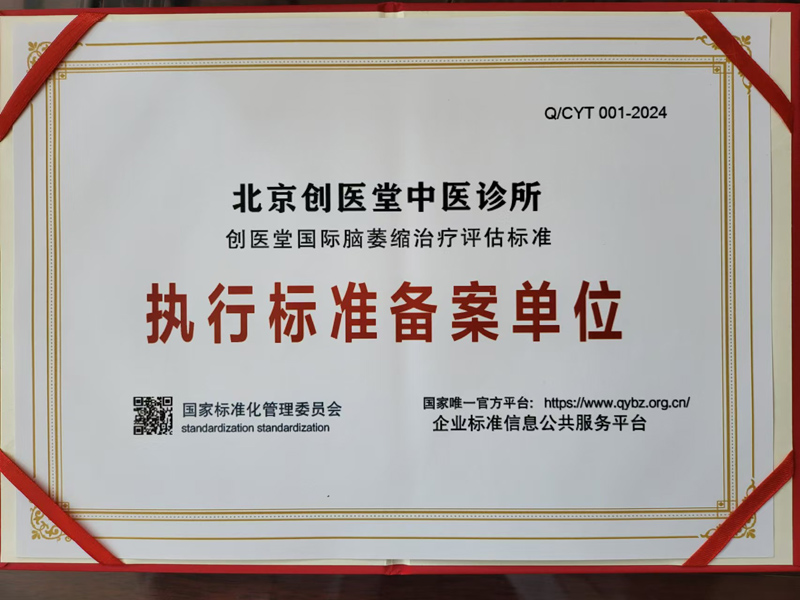 Q/CYT 001-2024
北京创医堂中医诊所
创医堂国际脑萎缩治疗评估标准
执行标准备案单位
国家标准化管理委员会
standardization standardization
国家唯一官方平台: https://www.qybz.org.cn/
企业标准信息公共服务平台